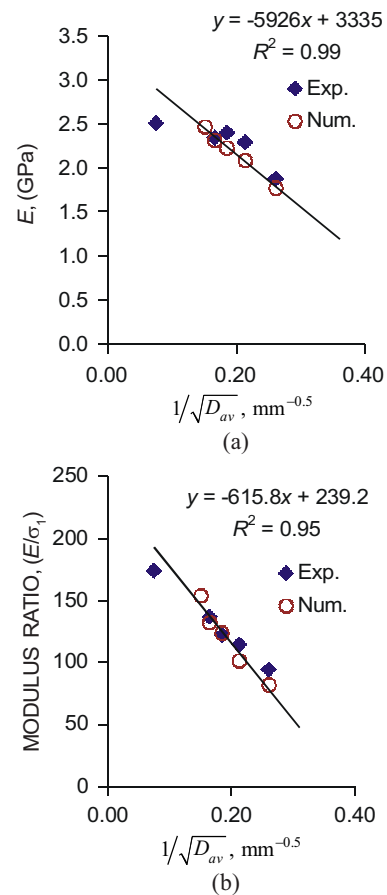 y = -5926x + 3335
R² = 0.99
3.5
3.0
2.5
2.0
1.5
1.0
0.5
0.0
E, (GPa)
Exp.
Num.
0.00 0.20 0.40
1/√D_av , mm⁻⁰·⁵
(a)
y = -615.8x + 239.2
R² = 0.95
250
200
150
100
50
0
MODULUS RATIO, (E/σ₁)
Exp.
Num.
0.00 0.20 0.40
1/√D_av , mm⁻⁰·⁵
(b)